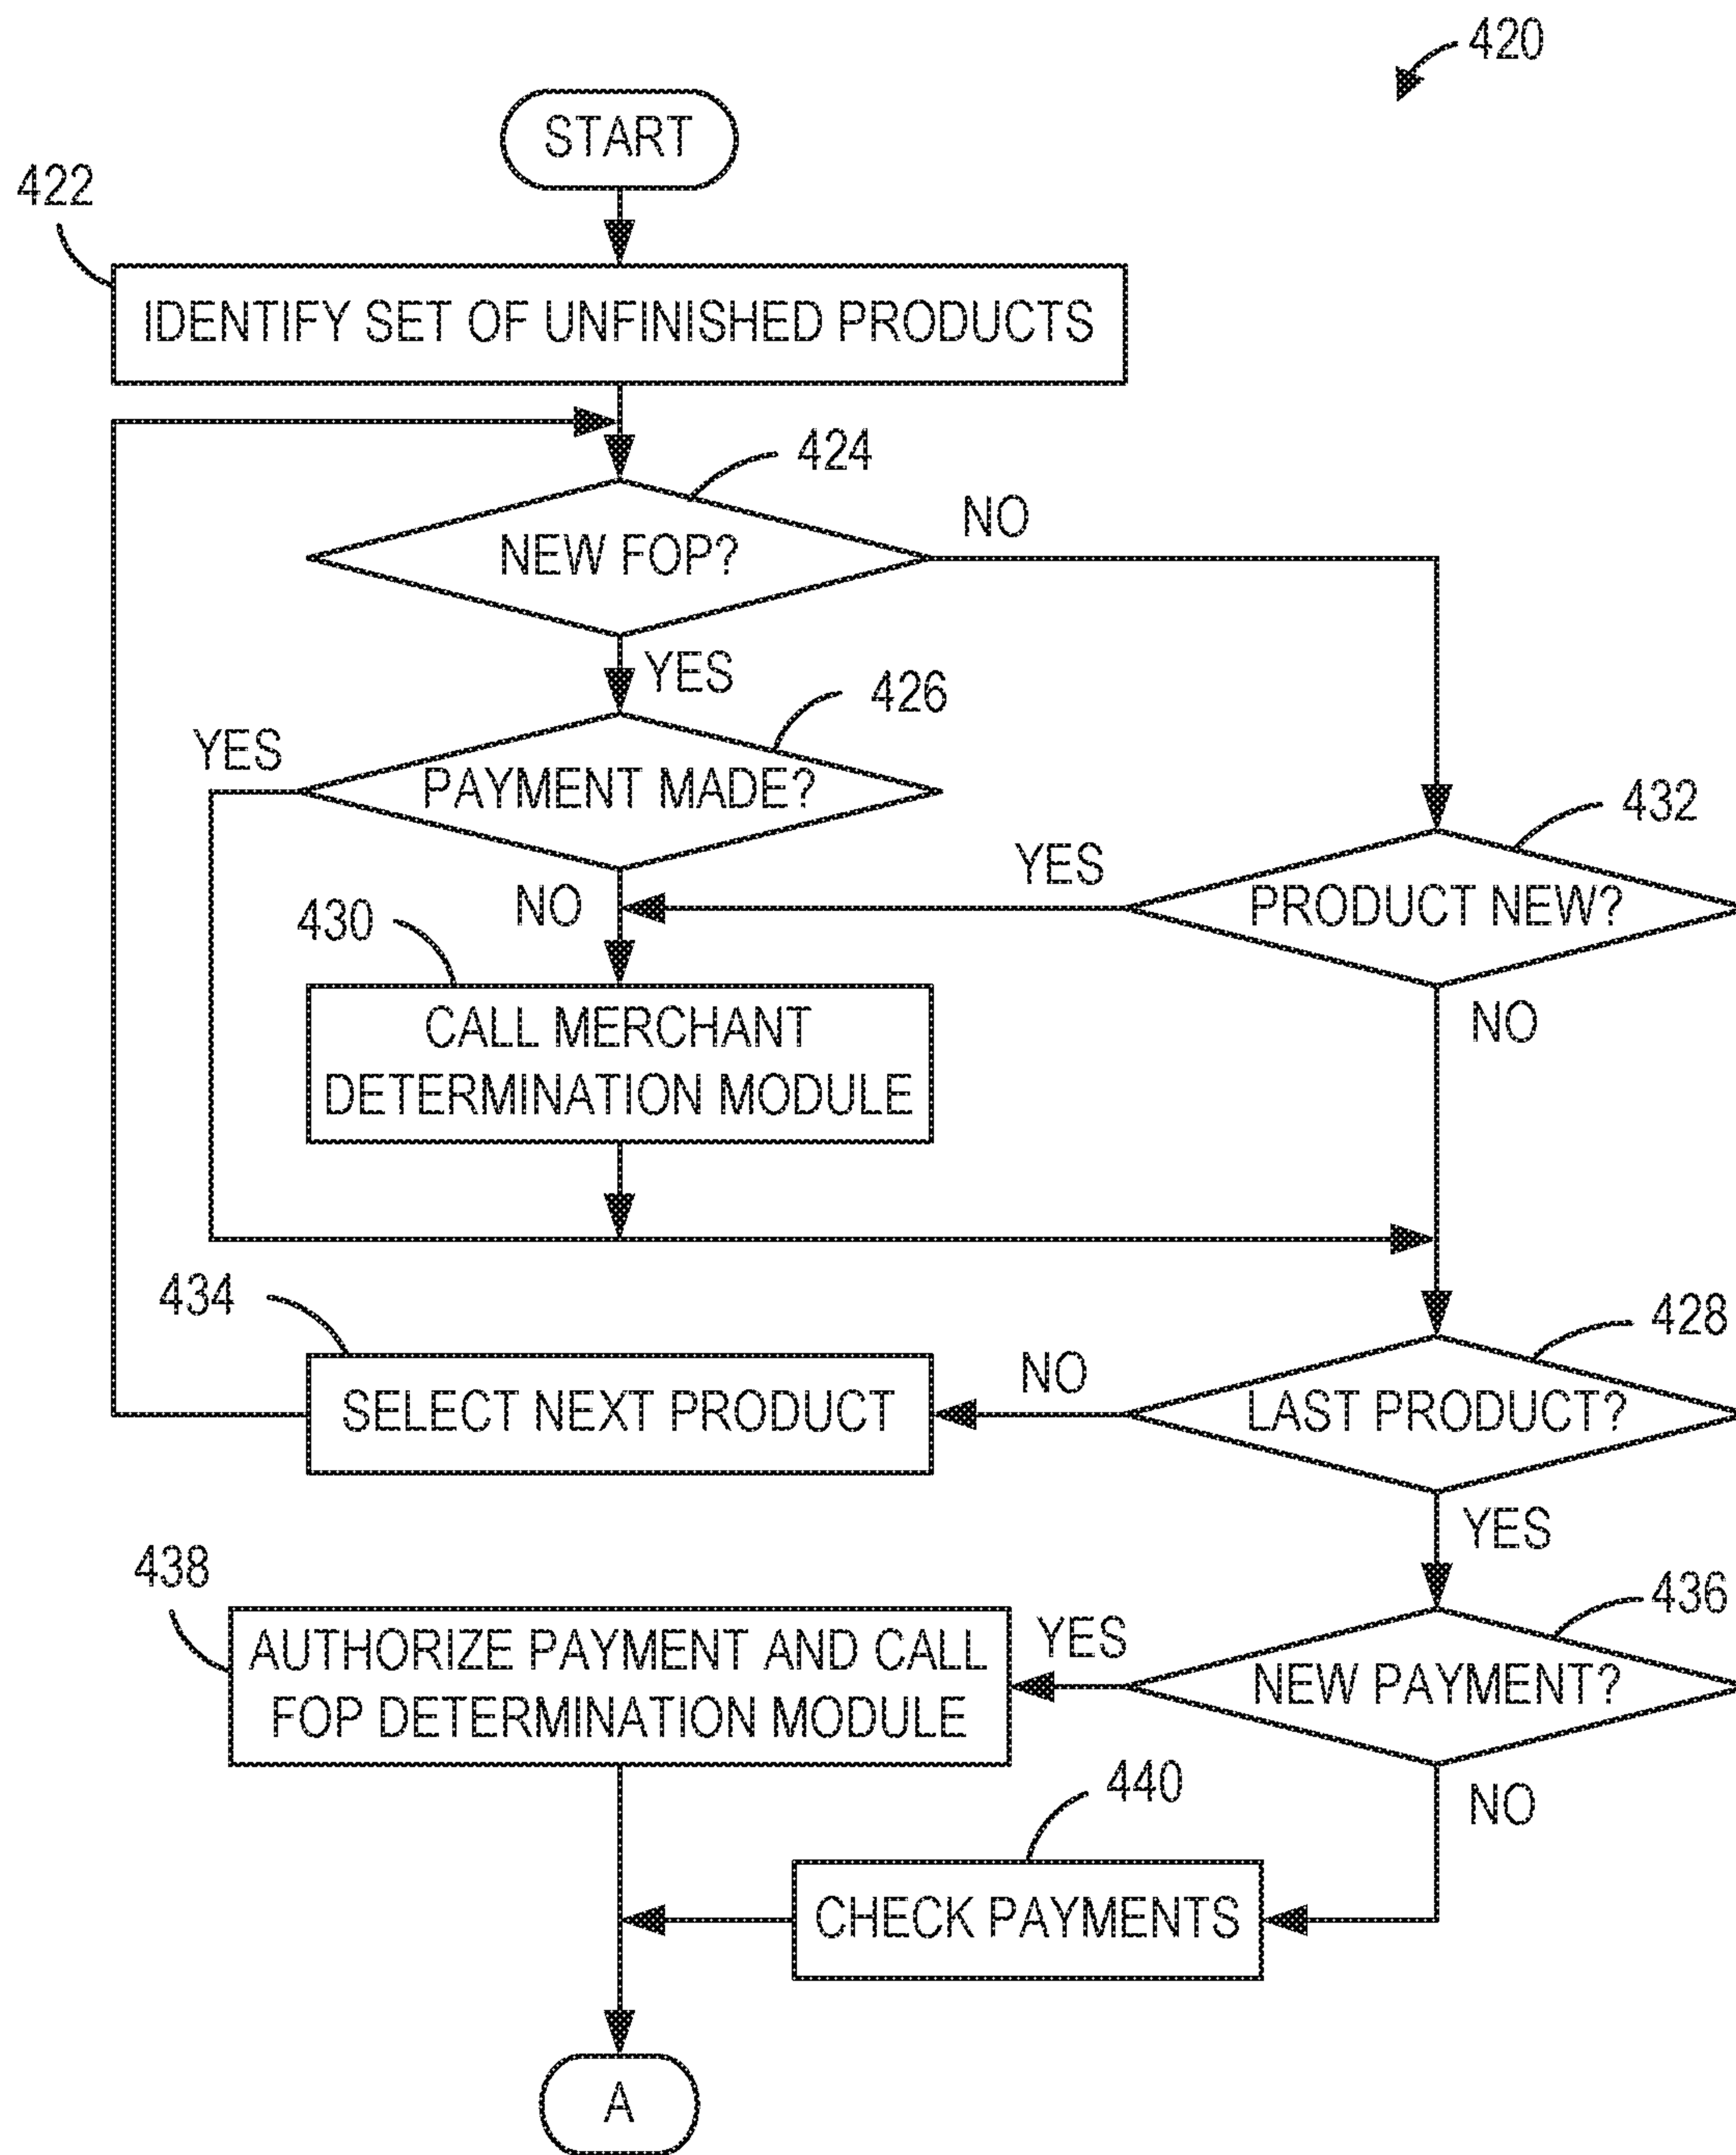 420
START
422
IDENTIFY SET OF UNFINISHED PRODUCTS
424
NEW FOP?
NO
YES
426
YES
PAYMENT MADE?
432
YES
NO
PRODUCT NEW?
430
NO
CALL MERCHANT
DETERMINATION MODULE
434
428
NO
SELECT NEXT PRODUCT
LAST PRODUCT?
YES
438
436
YES
AUTHORIZE PAYMENT AND CALL
FOP DETERMINATION MODULE
NEW PAYMENT?
440
NO
CHECK PAYMENTS
A